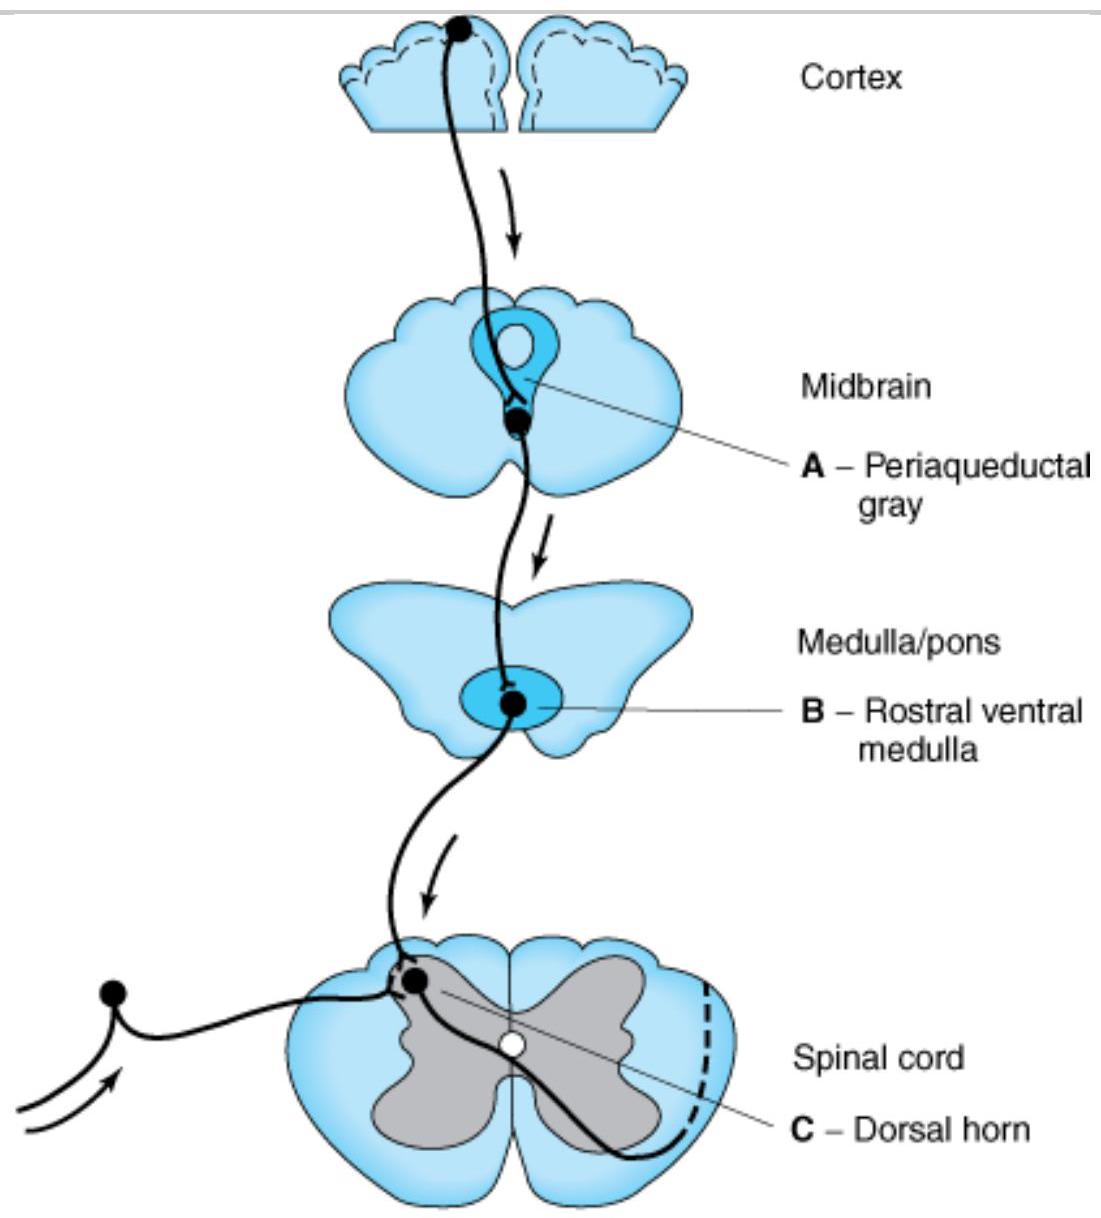 Cortex
Midbrain
A – Periaqueductal
gray
Medulla/pons
B – Rostral ventral
medulla
Spinal cord
C – Dorsal horn